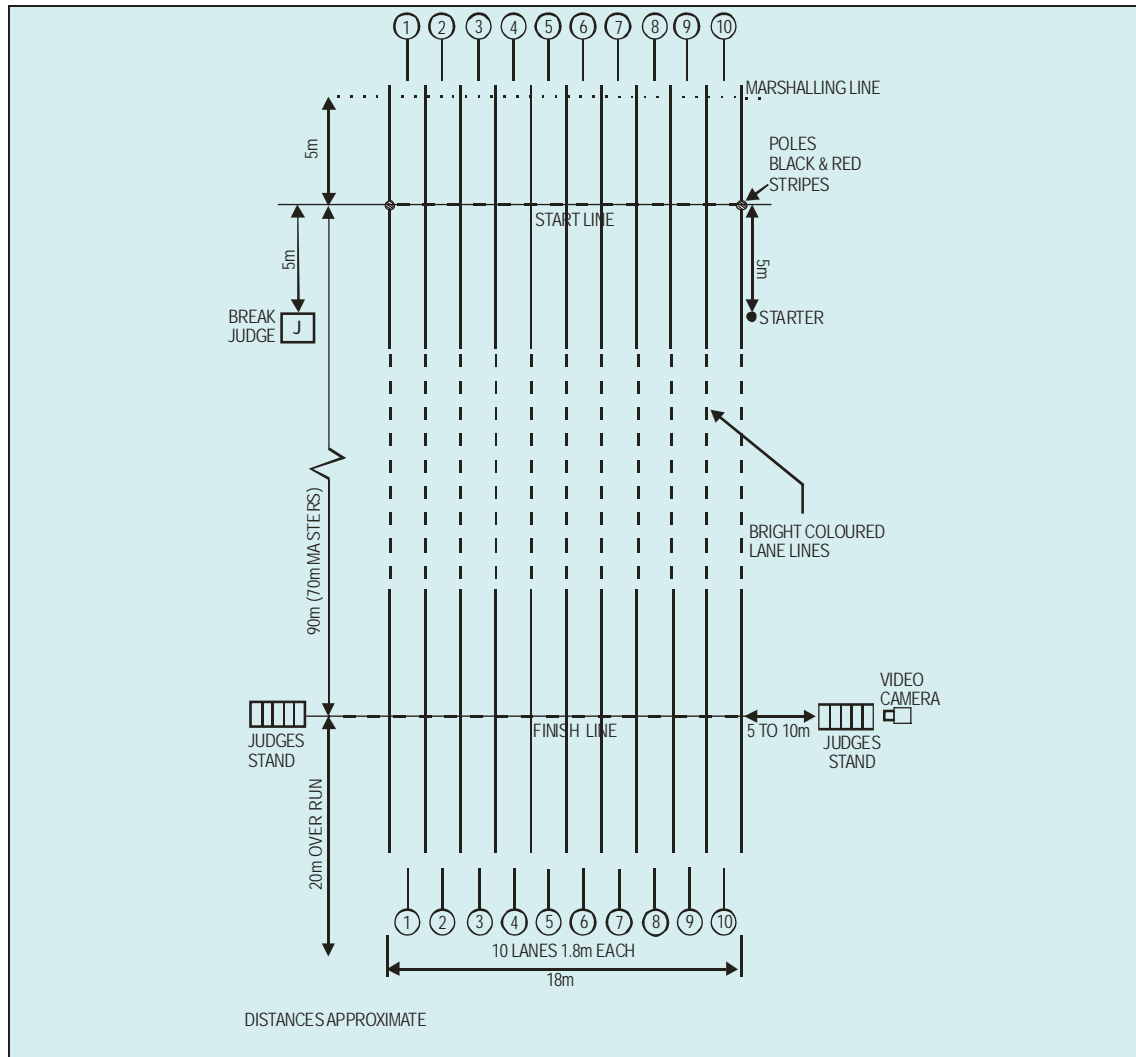 1 2 3 4 5 6 7 8 9 10
MARSHALLING LINE
5m
POLES
BLACK & RED
STRIPES
START LINE
5m
5m
BREAK
JUDGE
J
STARTER
90m (70m MASTERS)
BRIGHT COLOURED
LANE LINES
VIDEO
CAMERA
JUDGES
STAND
FINISH LINE
5 TO 10m
JUDGES
STAND
20m OVER RUN
1 2 3 4 5 6 7 8 9 10
10 LANES 1.8m EACH
18m
DISTANCES APPROXIMATE